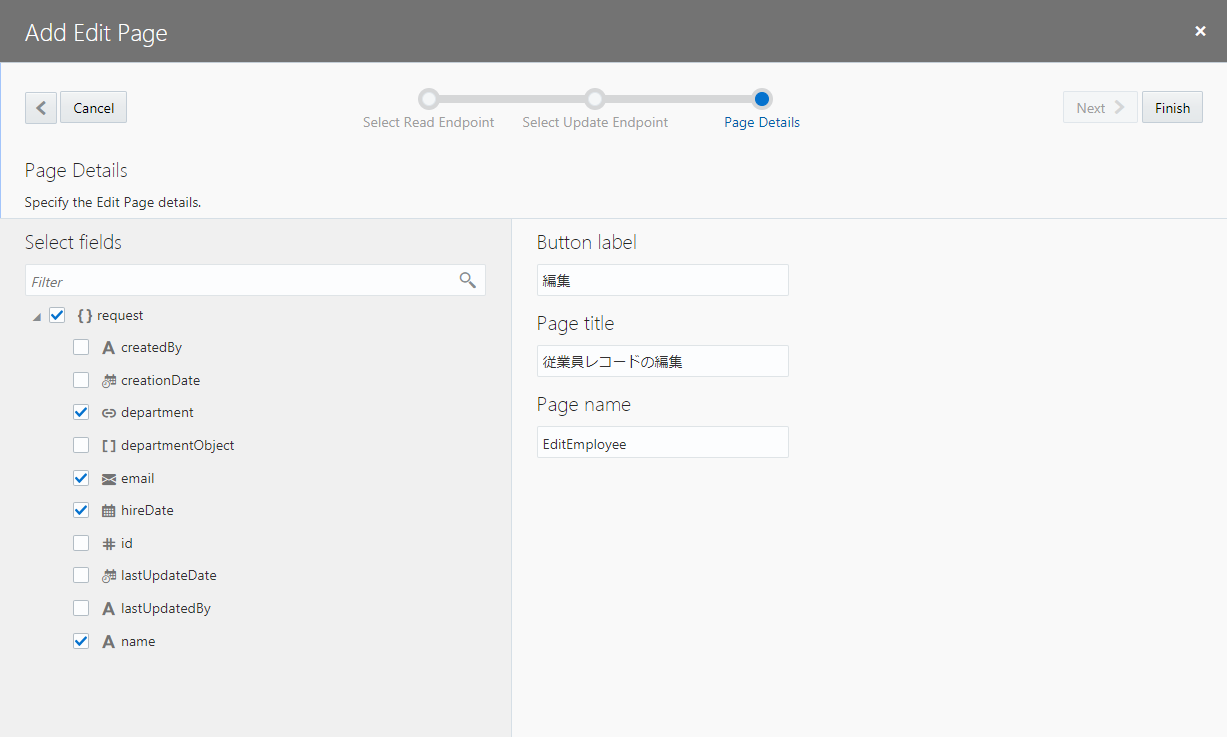 Add Edit Page
Cancel
Select Read Endpoint
Select Update Endpoint
Page Details
Next
Finish
Page Details
Specify the Edit Page details.
Select fields
Filter
{ } request
A createdBy
creationDate
department
[ ] departmentObject
email
hireDate
# id
lastUpdateDate
A lastUpdatedBy
A name
Button label
編集
Page title
従業員レコードの編集
Page name
EditEmployee